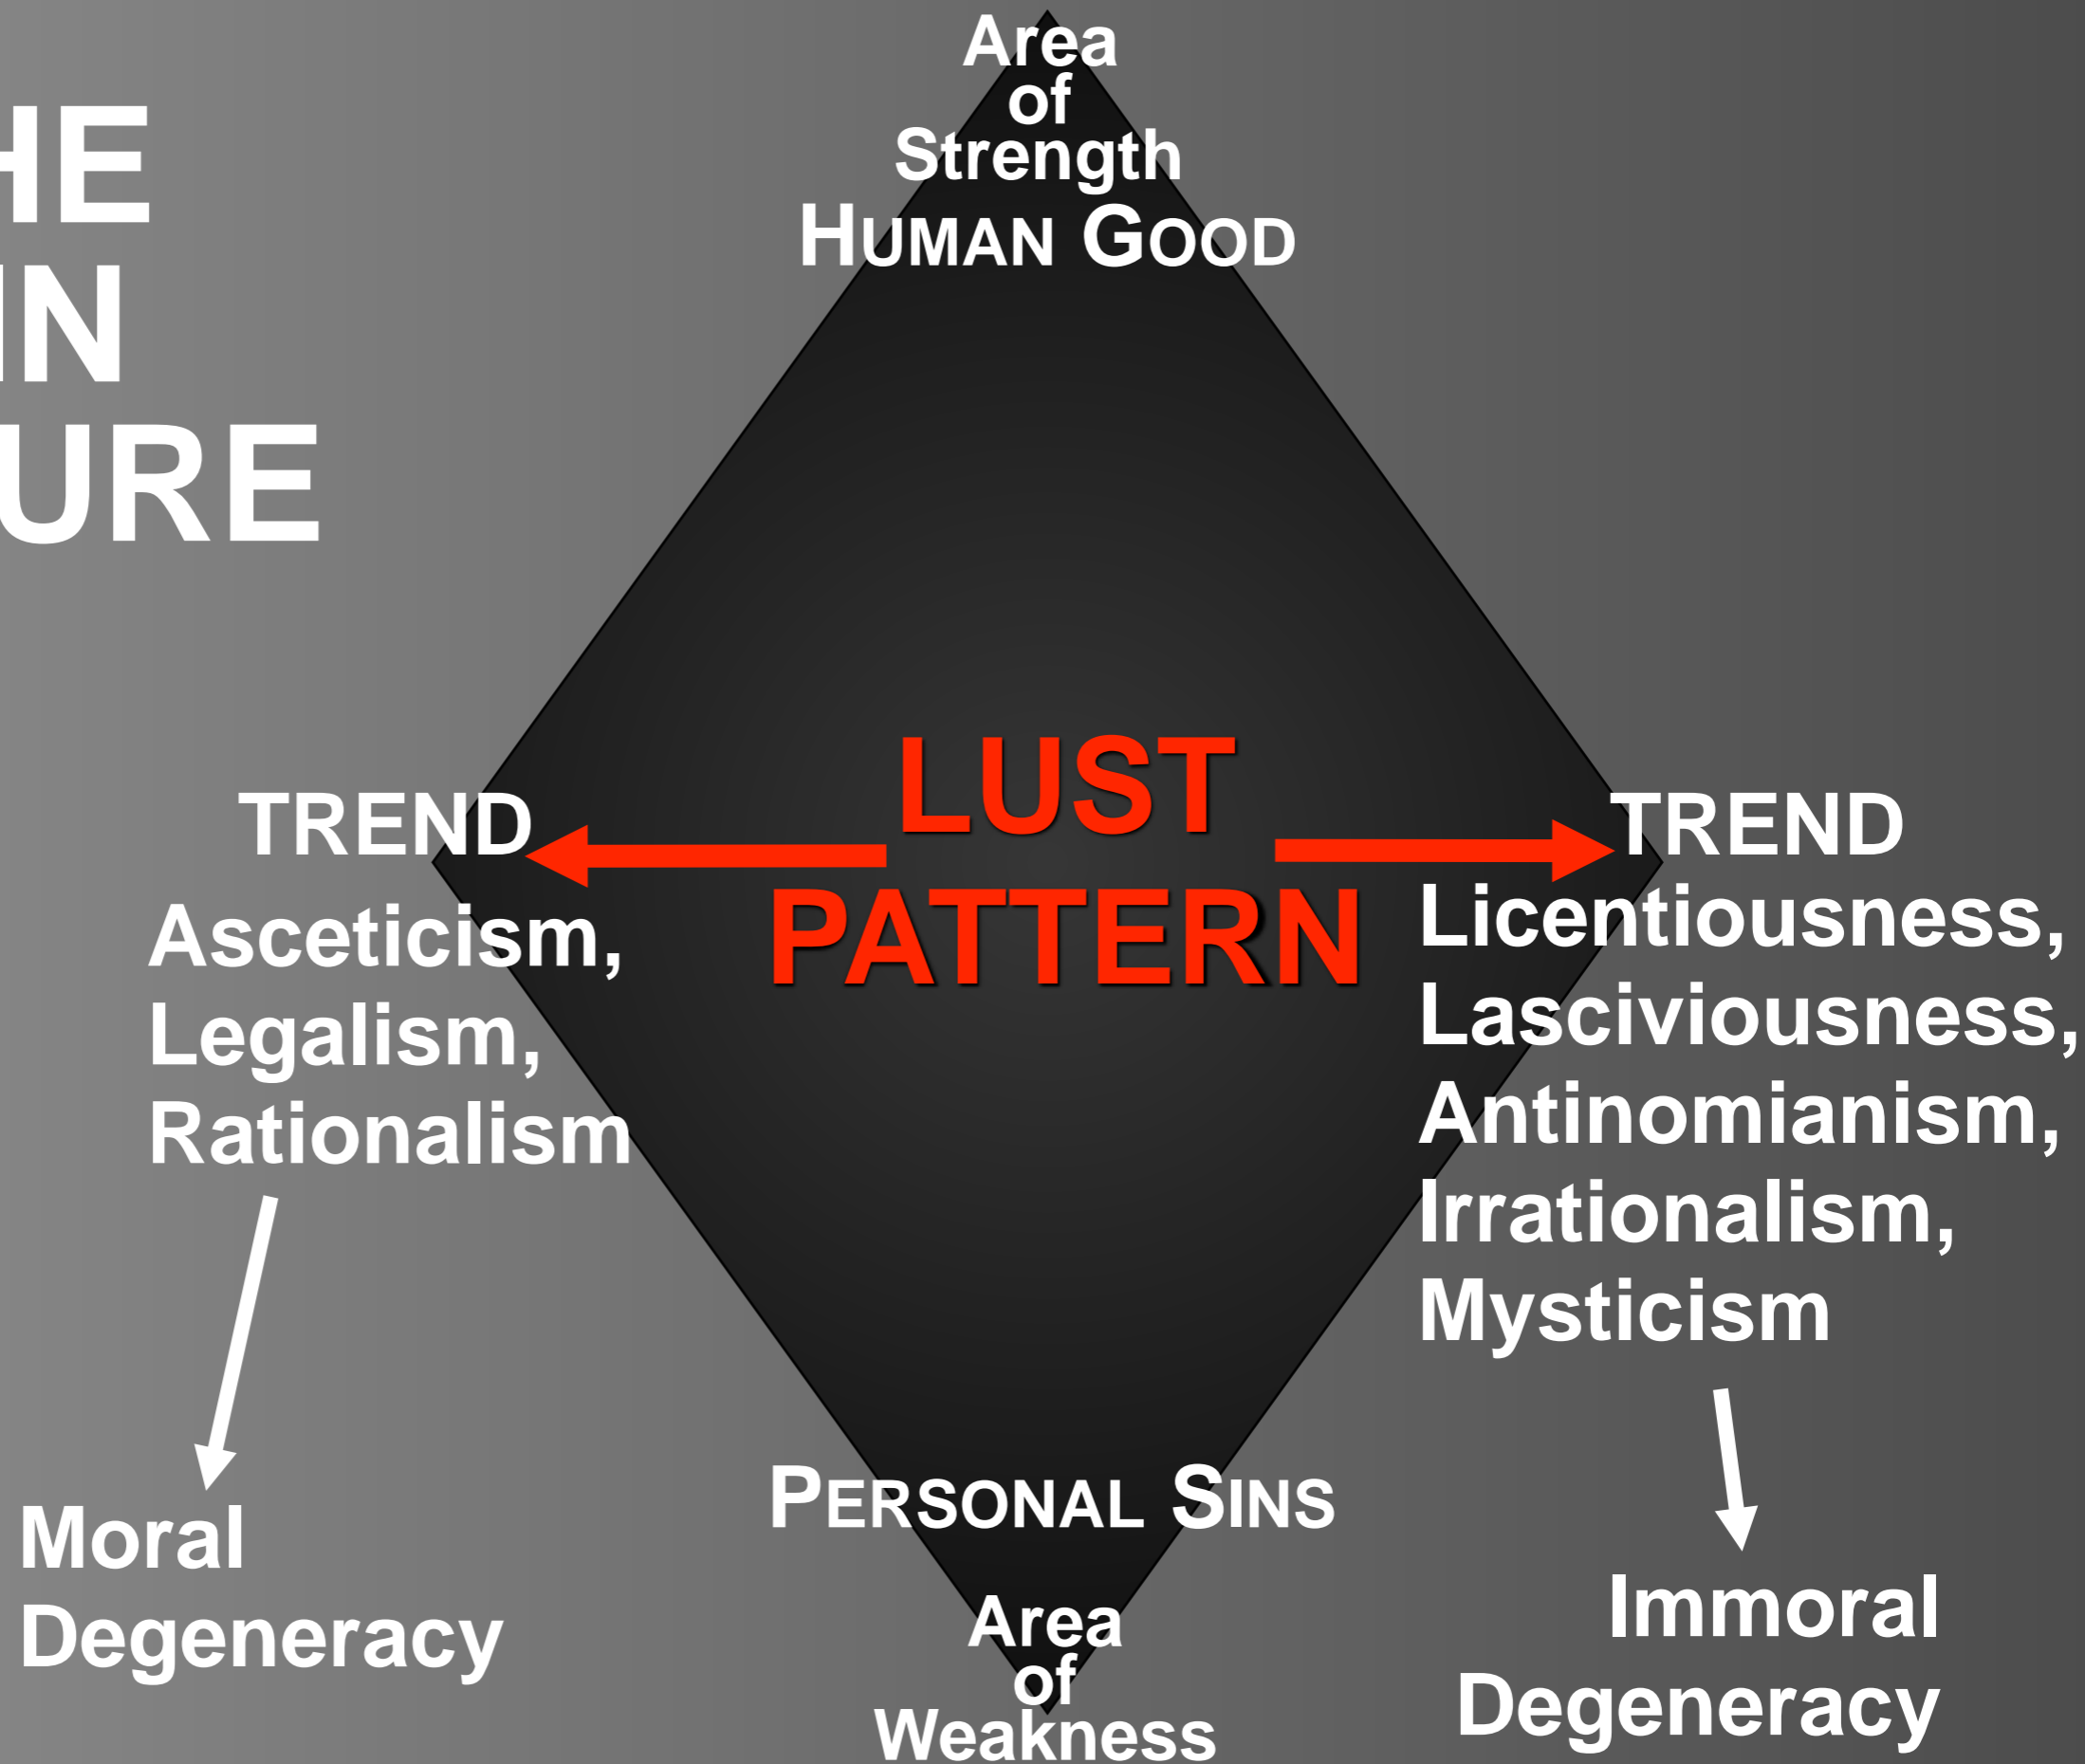 HE
IN
URE
Area
of
Strength
HUMAN GOOD
LUST
PATTERN
TREND
Asceticism,
Legalism,
Rationalism
Moral
Degeneracy
TREND
Licentiousness,
Lasciviousness,
Antinomianism,
Irrationalism,
Mysticism
Immoral
Degeneracy
PERSONAL SINS
Area
of
Weakness